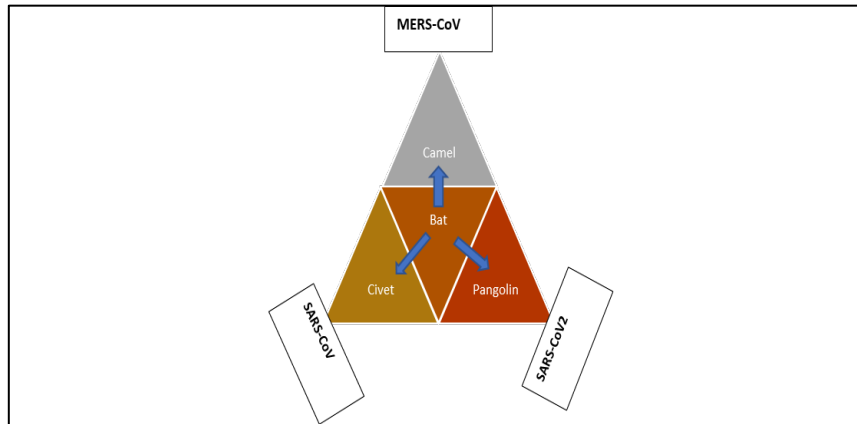 MERS-CoV
Camel
Bat
Civet
Pangolin
SARS-CoV
SARS-CoV2